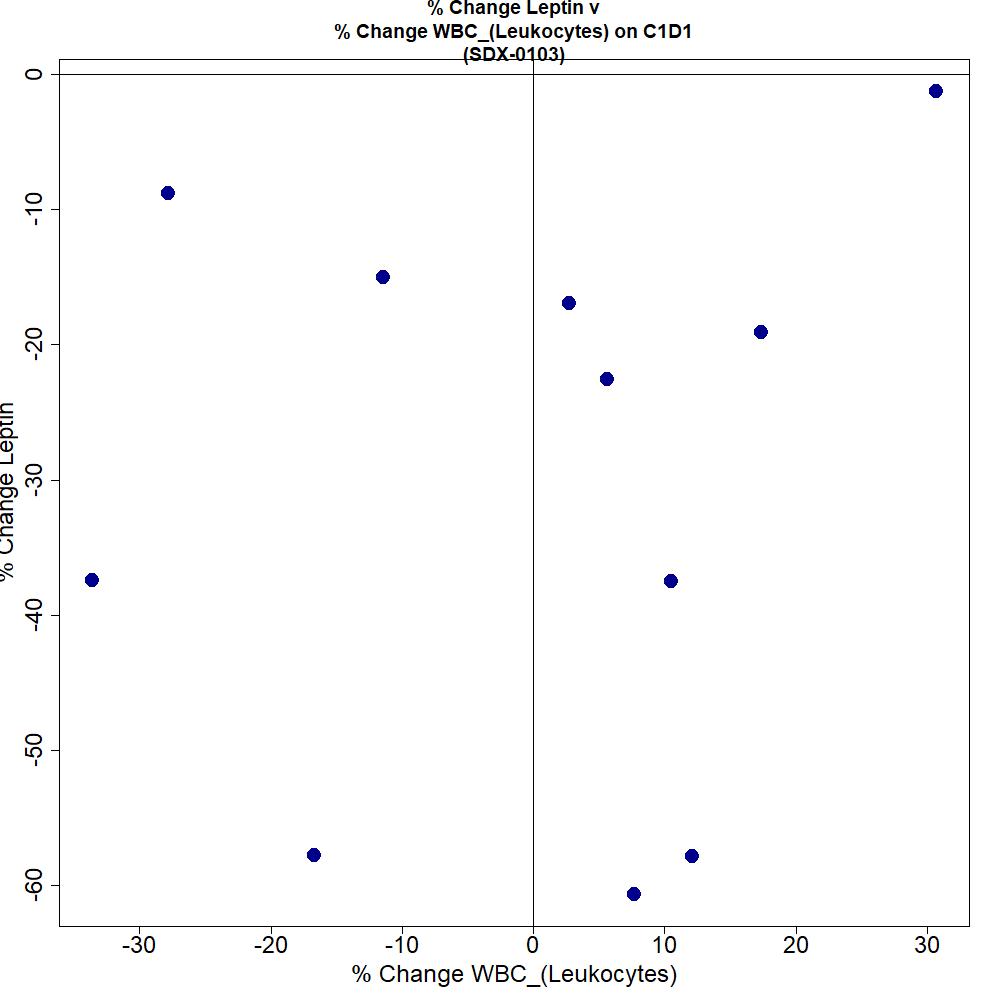 % Change Leptin v
% Change WBC_(Leukocytes) on C1D1
(SDX-0103)
% Change Leptin
0
-10
-20
-30
-40
-50
-60
-30
-20
-10
0
10
20
30
% Change WBC_(Leukocytes)